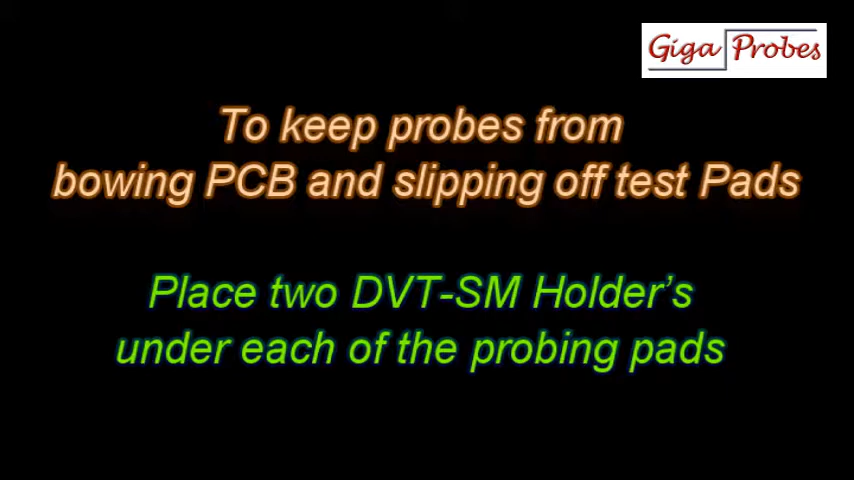 Giga Probes
To keep probes from
bowing PCB and slipping off test Pads
Place two DVT-SM Holder's
under each of the probing pads